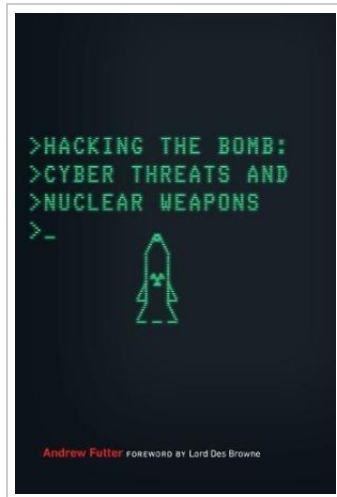 >HACKING THE BOMB:
>CYBER THREATS AND
>NUCLEAR WEAPONS
>_
Andrew Futter FOREWORD BY Lord Des Browne